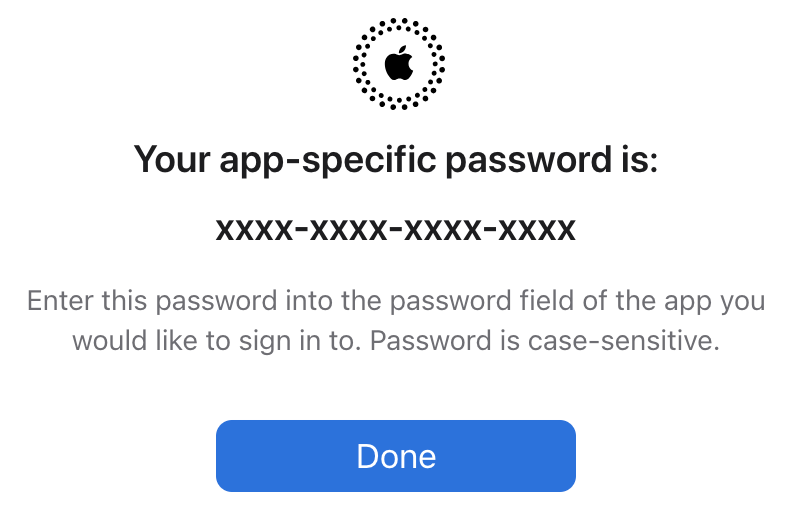 Your app-specific password is:
xxxx-xxxx-xxxx-xxxx
Enter this password into the password field of the app you
would like to sign in to. Password is case-sensitive.
Done